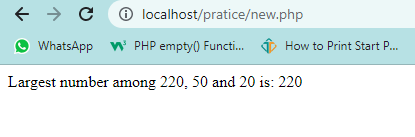 localhost/pratice/new.php
WhatsApp PHP empty() Functi... How to Print Start P...
Largest number among 220, 50 and 20 is: 220